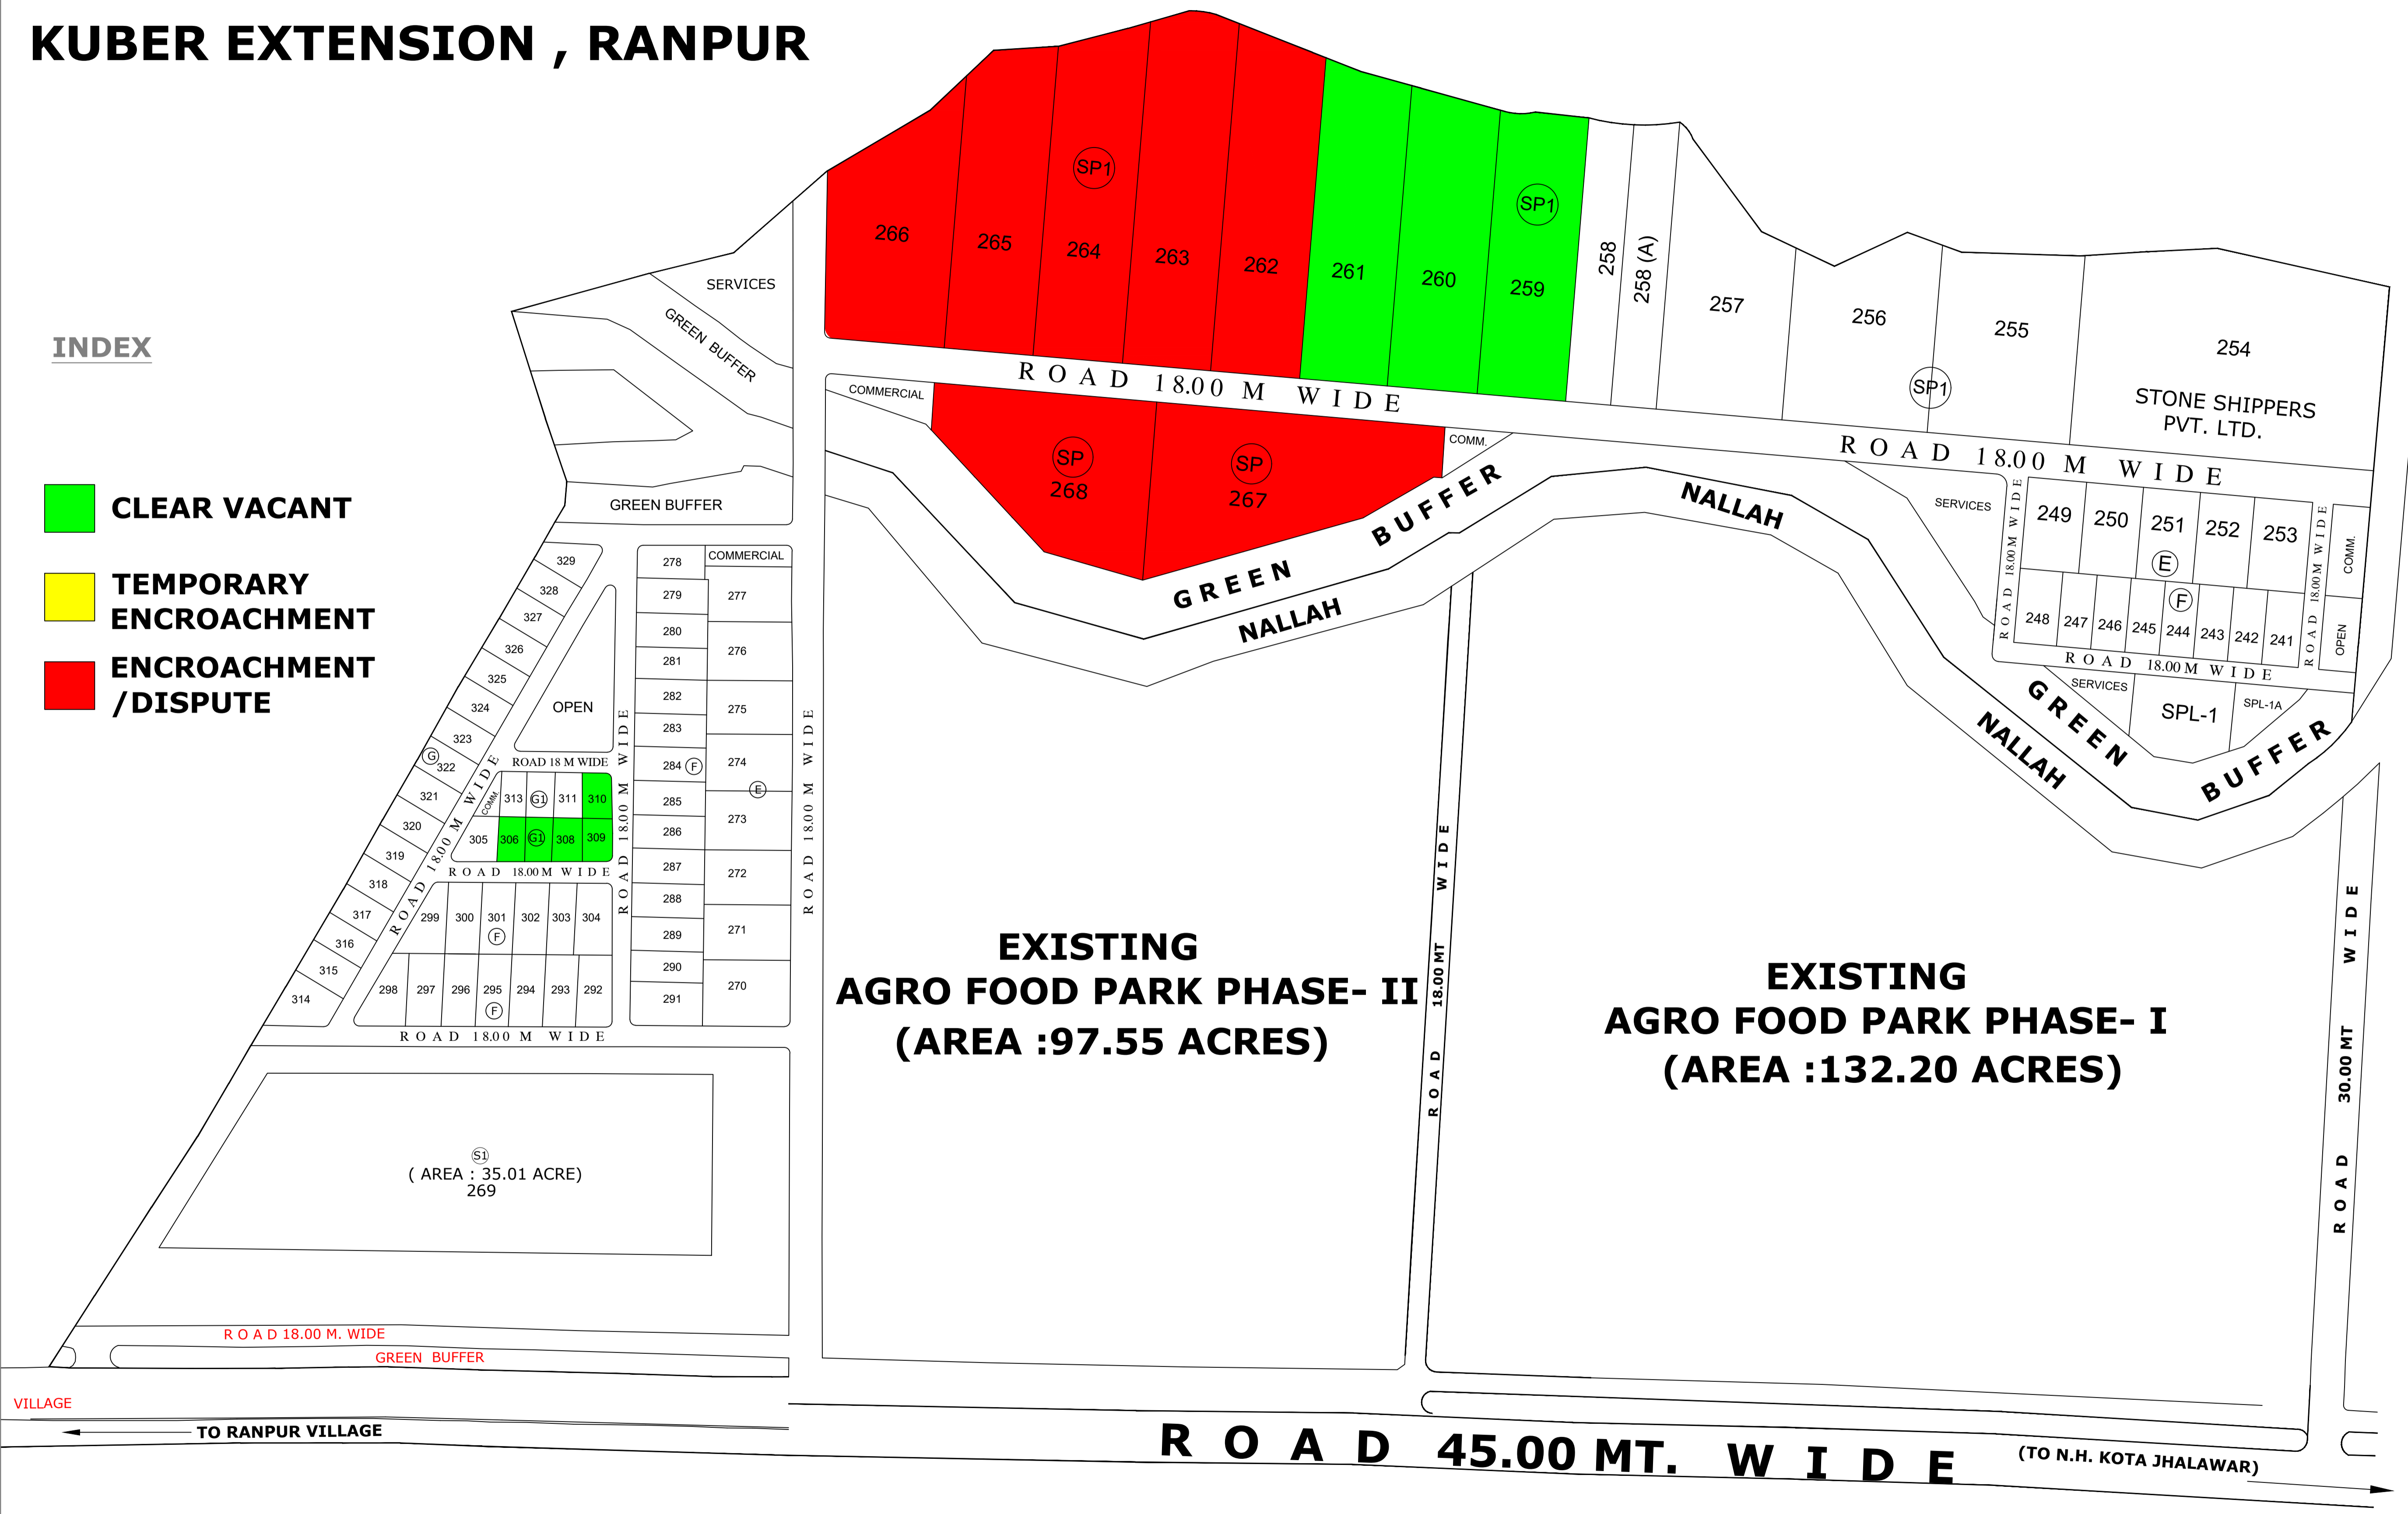 KUBER EXTENSION , RANPUR
INDEX
CLEAR VACANT
TEMPORARY
ENCROACHMENT
ENCROACHMENT
/DISPUTE
SP1
266
265
264
263
262
261
260
SP1
259
258
258 (A)
257
256
SP1
255
254
STONE SHIPPERS
PVT. LTD.
ROAD 18.00 M WIDE
ROAD 18.00 M WIDE
SERVICES
GREEN BUFFER
GREEN BUFFER
COMMERCIAL
SP
268
SP
267
COMM.
GREEN BUFFER
NALLAH
NALLAH
SERVICES
ROAD 18.00 M WIDE
249
250
251
252
253
E
F
248
247
246
245
244
243
242
241
ROAD 18.00 M WIDE
COMM.
OPEN
ROAD 18.00 M WIDE
SERVICES
SPL-1
SPL-1A
GREEN BUFFER
NALLAH
329
328
327
326
325
324
323
G
322
321
320
319
318
317
316
315
314
OPEN
ROAD 18 M WIDE
ROAD 18.00 M WIDE
COMM.
313
G1
311
310
305
306
G1
308
309
ROAD 18.00 M WIDE
299
300
301
302
303
304
F
298
297
296
295
294
293
292
F
ROAD 18.00 M WIDE
ROAD 18.00 M WIDE
278
279
280
281
282
283
284
F
285
286
287
288
289
290
291
COMMERCIAL
277
276
275
274
E
273
272
271
270
ROAD 18.00 M WIDE
EXISTING
AGRO FOOD PARK PHASE- II
(AREA :97.55 ACRES)
ROAD 18.00 MT WIDE
EXISTING
AGRO FOOD PARK PHASE- I
(AREA :132.20 ACRES)
ROAD 30.00 MT WIDE
S1
( AREA : 35.01 ACRE)
269
ROAD 18.00 M. WIDE
GREEN BUFFER
VILLAGE
TO RANPUR VILLAGE
ROAD 45.00 MT. WIDE
(TO N.H. KOTA JHALAWAR)